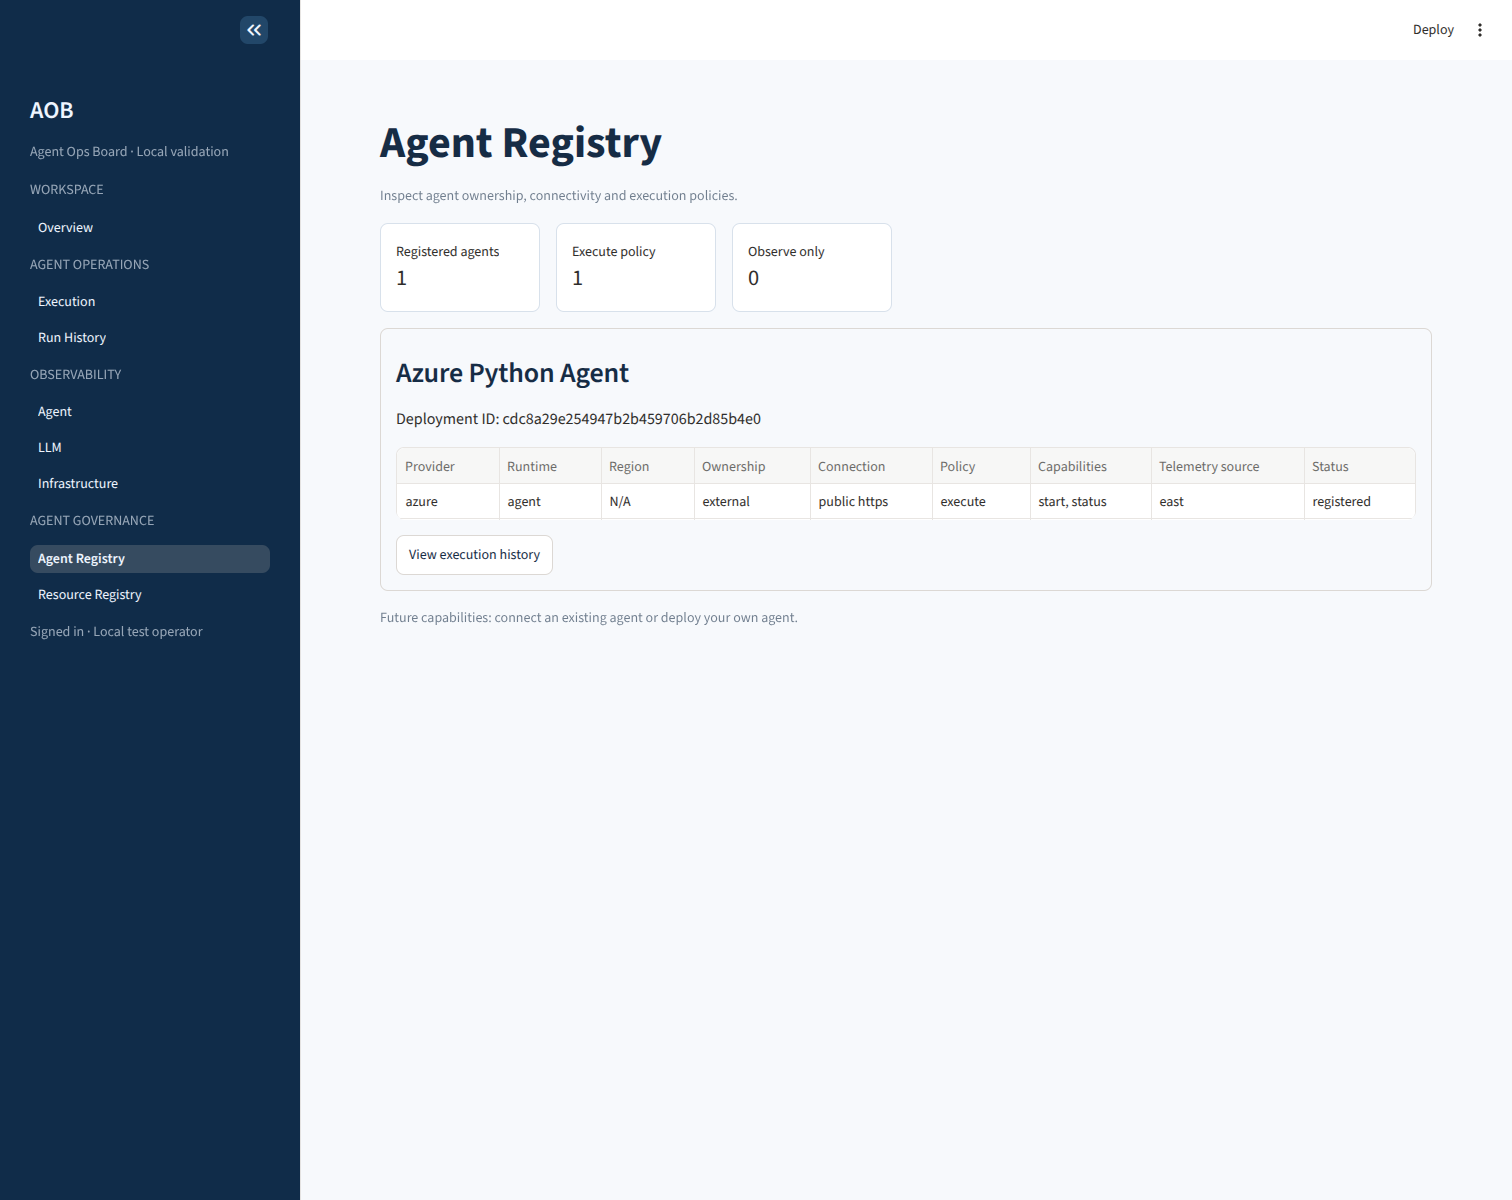 Deploy
AOB
Agent Ops Board · Local validation
WORKSPACE
Overview
AGENT OPERATIONS
Execution
Run History
OBSERVABILITY
Agent
LLM
Infrastructure
AGENT GOVERNANCE
Agent Registry
Resource Registry
Signed in · Local test operator
Agent Registry
Inspect agent ownership, connectivity and execution policies.
Registered agents
1
Execute policy
1
Observe only
0
Azure Python Agent
Deployment ID: cdc8a29e254947b2b459706b2d85b4e0
Provider Runtime Region Ownership Connection Policy Capabilities Telemetry source Status
azure agent N/A external public https execute start, status east registered
View execution history
Future capabilities: connect an existing agent or deploy your own agent.